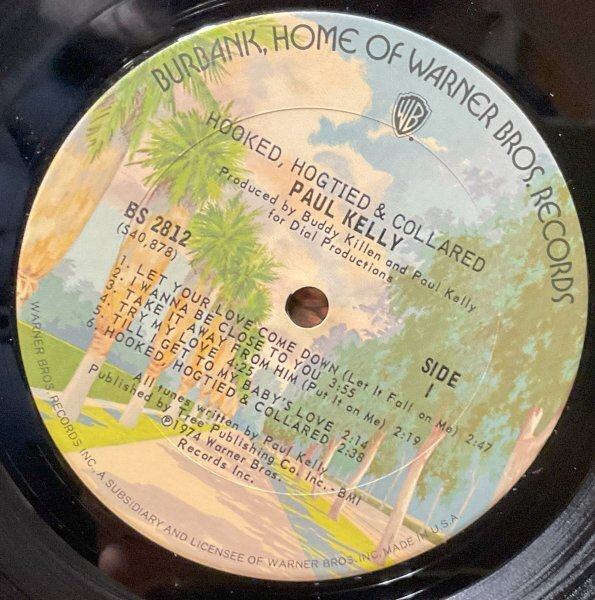 BURBANK, HOME OF WARNER BROS. RECORDS
WB
HOOKED, HOGTIED & COLLARED
PAUL KELLY
Produced by Buddy Killen and Paul Kelly
for Dial Productions
BS 2812
(S40,878)
SIDE
1
1. LET YOUR LOVE COME DOWN (Let It Fall on Me) 2:47
2. I WANNA BE CLOSE TO YOU 3:55
3. TAKE IT AWAY FROM HIM (Put It on Me) 2:19
4. TRY MY LOVE 4:25
5. TILL I GET TO MY BABY'S LOVE 2:14
6. HOOKED, HOGTIED & COLLARED 2:38
All tunes written by Paul Kelly
Published by Tree Publishing Co. Inc. - BMI
℗1974 Warner Bros.
Records Inc.
WARNER BROS. RECORDS INC., A SUBSIDIARY AND LICENSEE OF WARNER BROS. INC. MADE IN U.S.A.